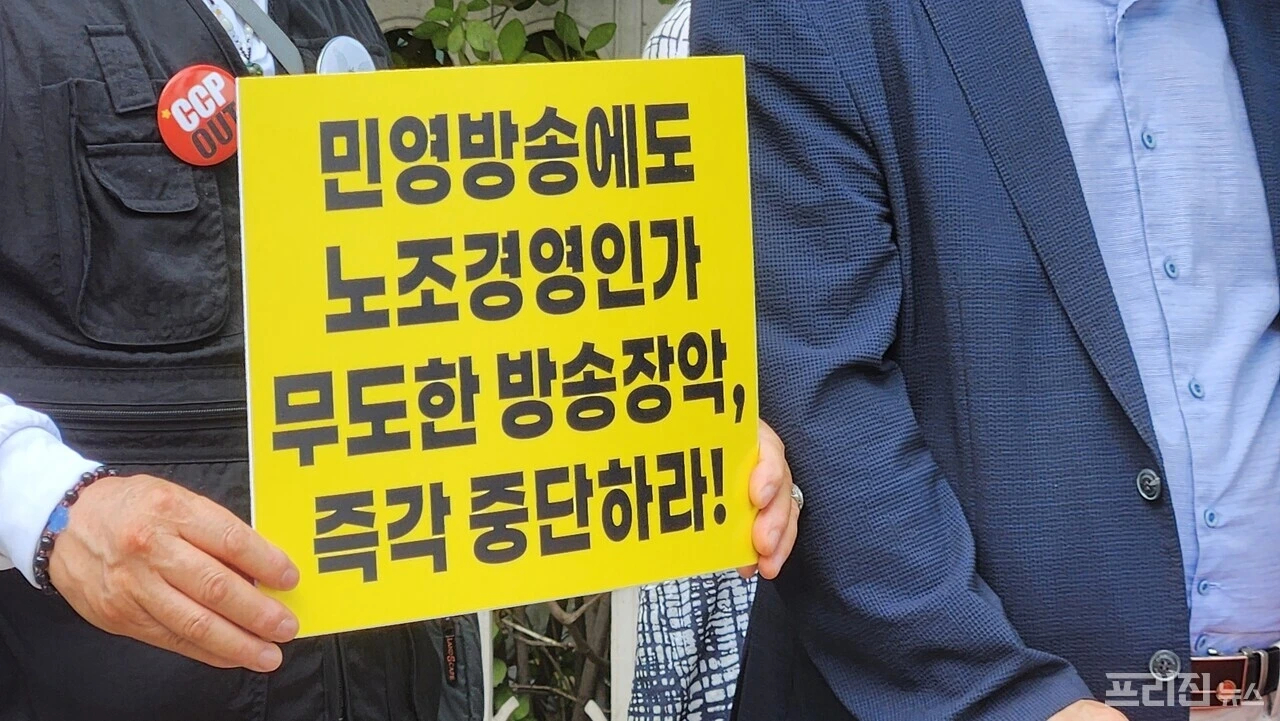 CCP
OUT
민영방송에도
노조경영인가
무도한 방송장악,
즉각 중단하라!
프리진뉴스